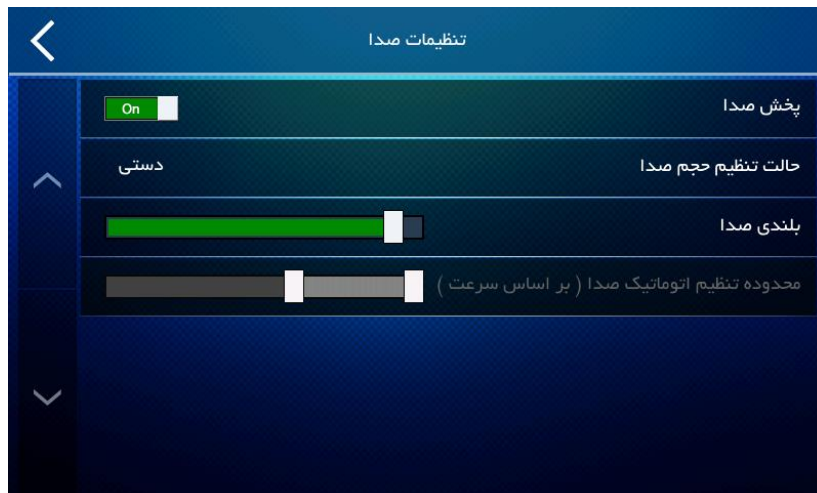 تنظیمات صدا
پخش صدا
On
حالت تنظیم حجم صدا
دستی
بلندی صدا
محدوده تنظیم اتوماتیک صدا ( بر اساس سرعت )